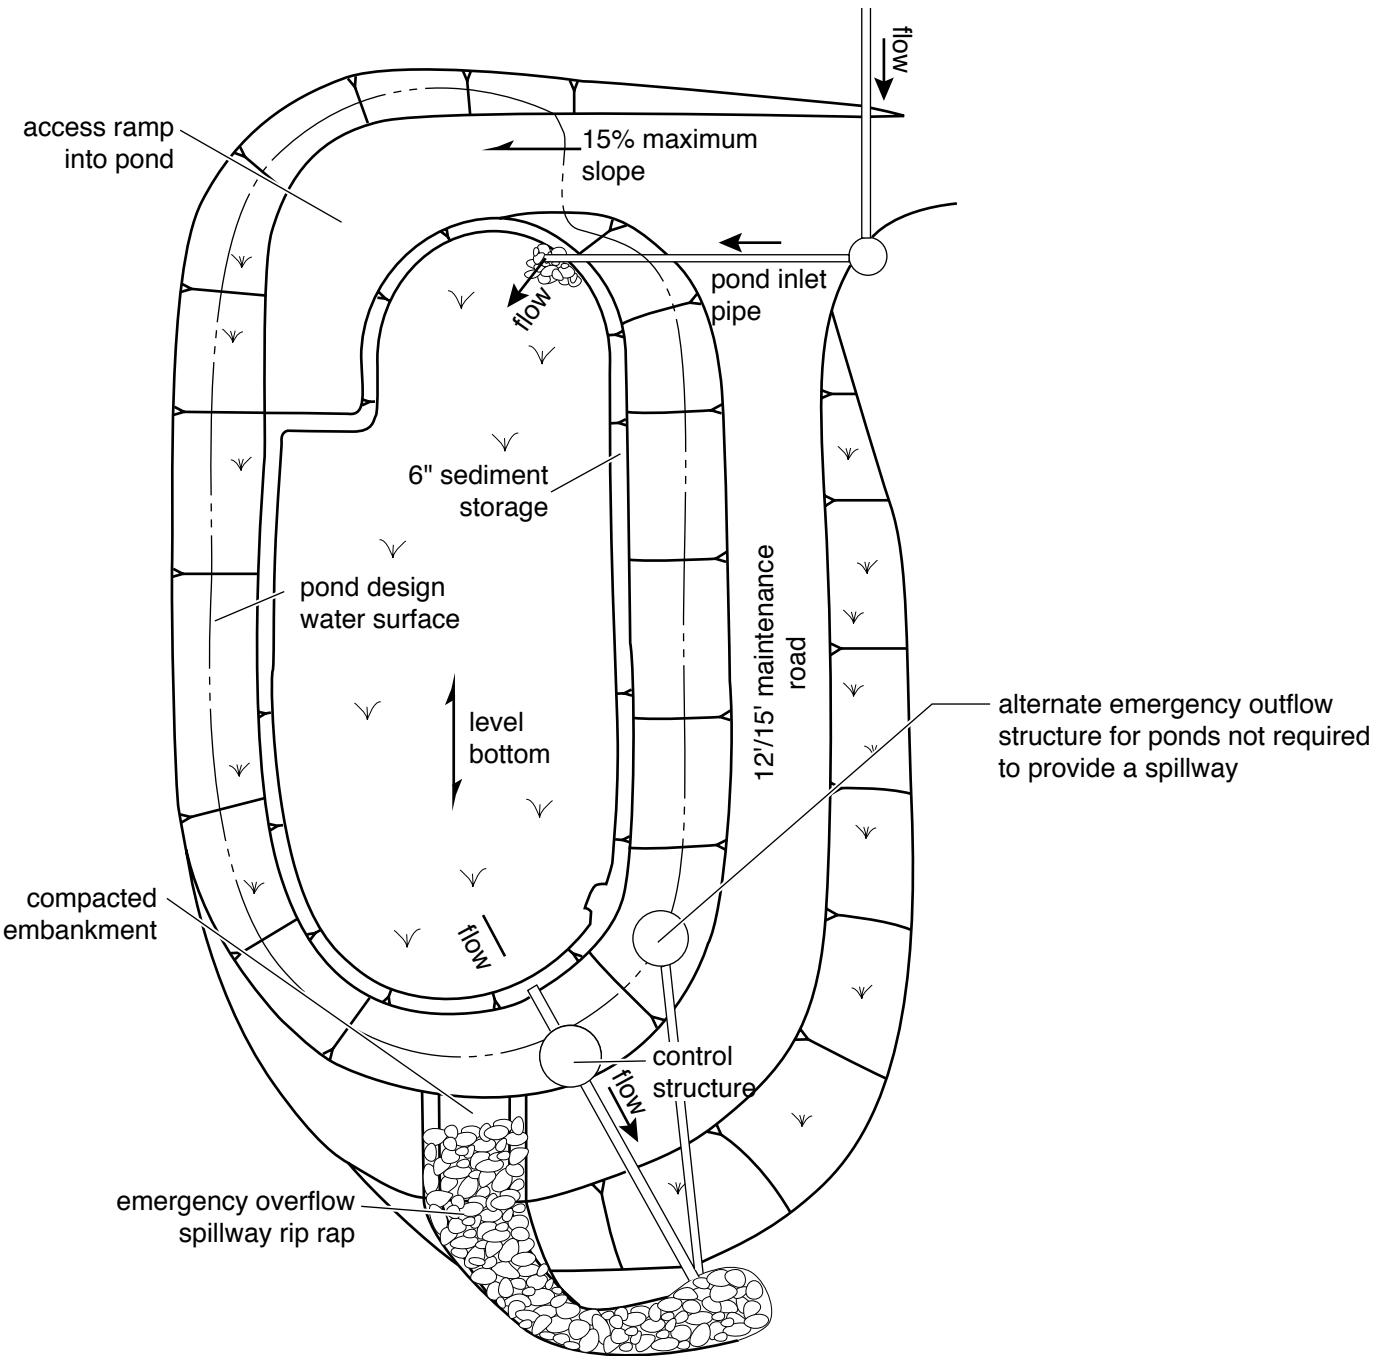 flow
access ramp
into pond
15% maximum
slope
pond inlet
pipe
flow
6" sediment
storage
pond design
water surface
12'/15' maintenance
road
level
bottom
alternate emergency outflow
structure for ponds not required
to provide a spillway
compacted
embankment
flow
control
structure
flow
emergency overflow
spillway rip rap